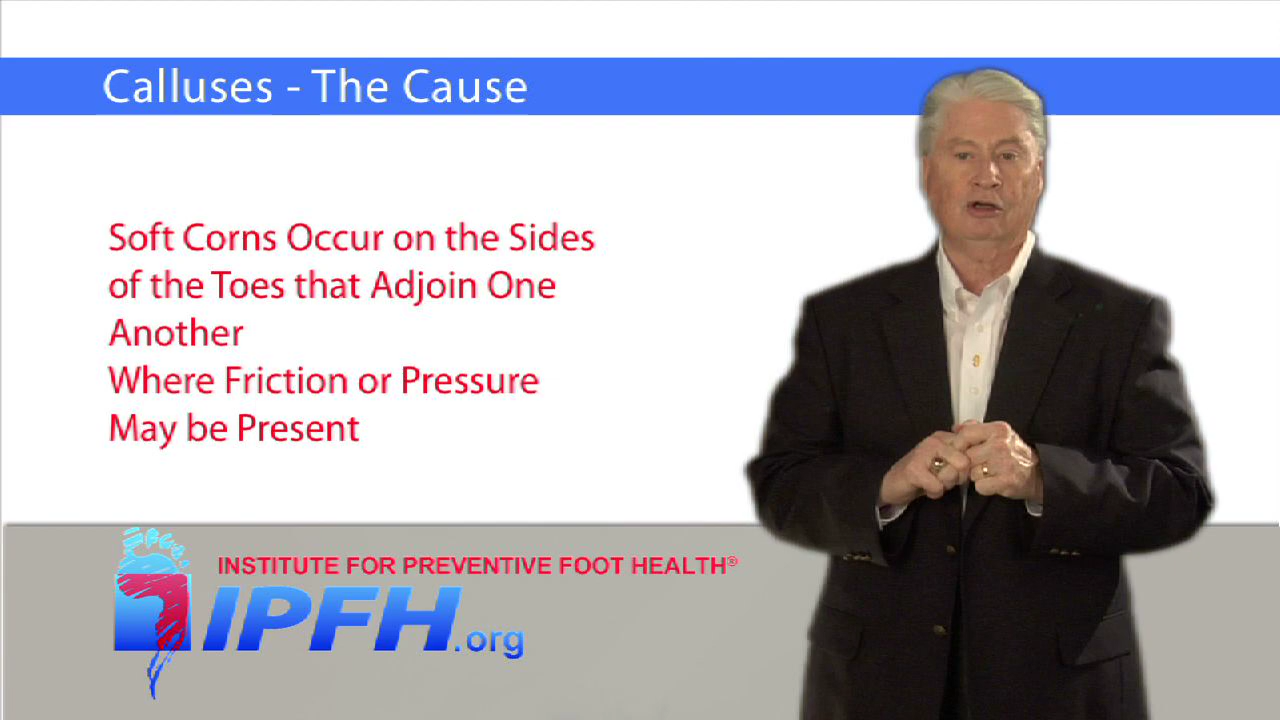 Calluses - The Cause
Soft Corns Occur on the Sides
of the Toes that Adjoin One
Another
Where Friction or Pressure
May be Present
INSTITUTE FOR PREVENTIVE FOOT HEALTH®
IPFH.org